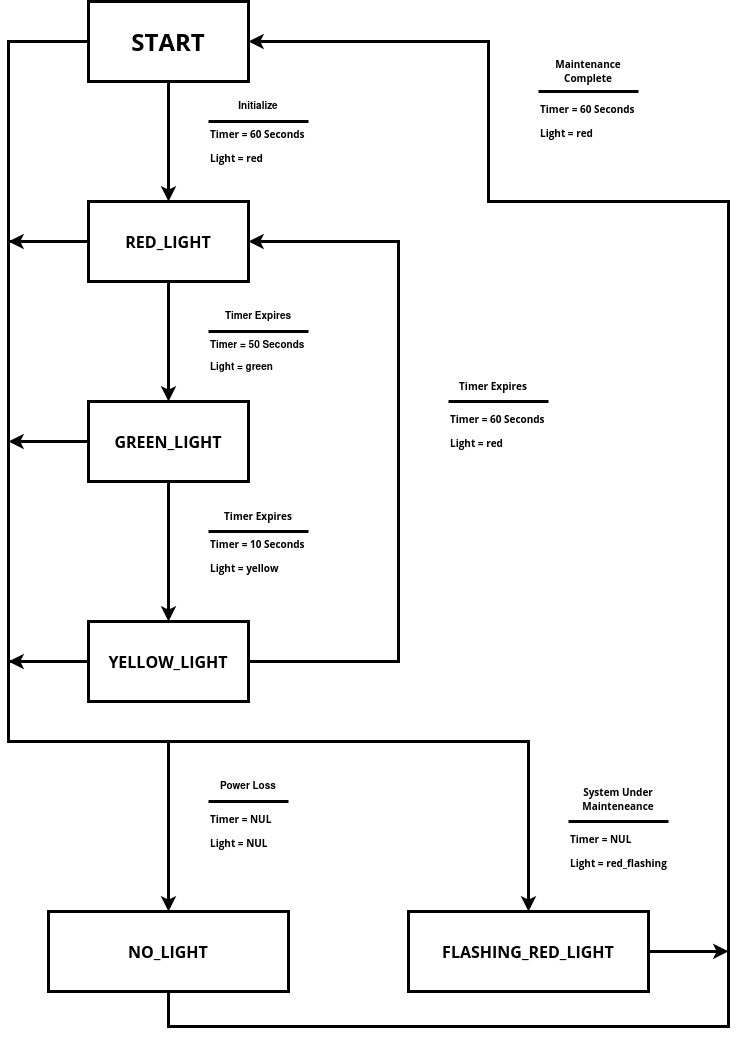 START
Maintenance
Complete
Timer = 60 Seconds
Light = red
Initialize
Timer = 60 Seconds
Light = red
RED_LIGHT
Timer Expires
Timer = 50 Seconds
Light = green
Timer Expires
Timer = 60 Seconds
Light = red
GREEN_LIGHT
Timer Expires
Timer = 10 Seconds
Light = yellow
YELLOW_LIGHT
Power Loss
Timer = NUL
Light = NUL
System Under
Mainteneance
Timer = NUL
Light = red_flashing
NO_LIGHT
FLASHING_RED_LIGHT